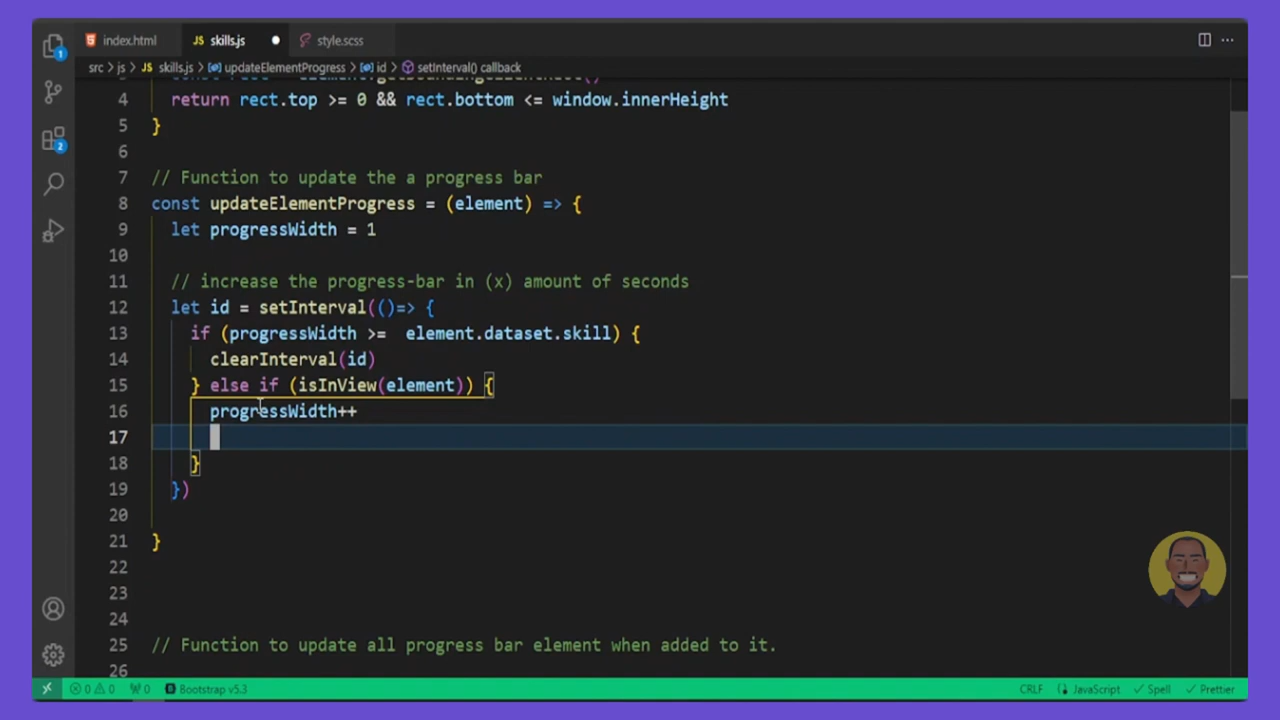 index.html JS skills.js style.scss
src > js > JS skills.js > updateElementProgress > id > setInterval() callback
4 return rect.top >= 0 && rect.bottom <= window.innerHeight
5 }
6
7 // Function to update the a progress bar
8 const updateElementProgress = (element) => {
9 let progressWidth = 1
10
11 // increase the progress-bar in (x) amount of seconds
12 let id = setInterval(()=> {
13 if (progressWidth >=  element.dataset.skill) {
14 clearInterval(id)
15 } else if (isInView(element)) {
16 progressWidth++
17
18 }
19 })
20
21 }
22
23
24
25 // Function to update all progress bar element when added to it.
26
1
2
0 0 0 Bootstrap v5.3 CRLF JavaScript Spell Prettier